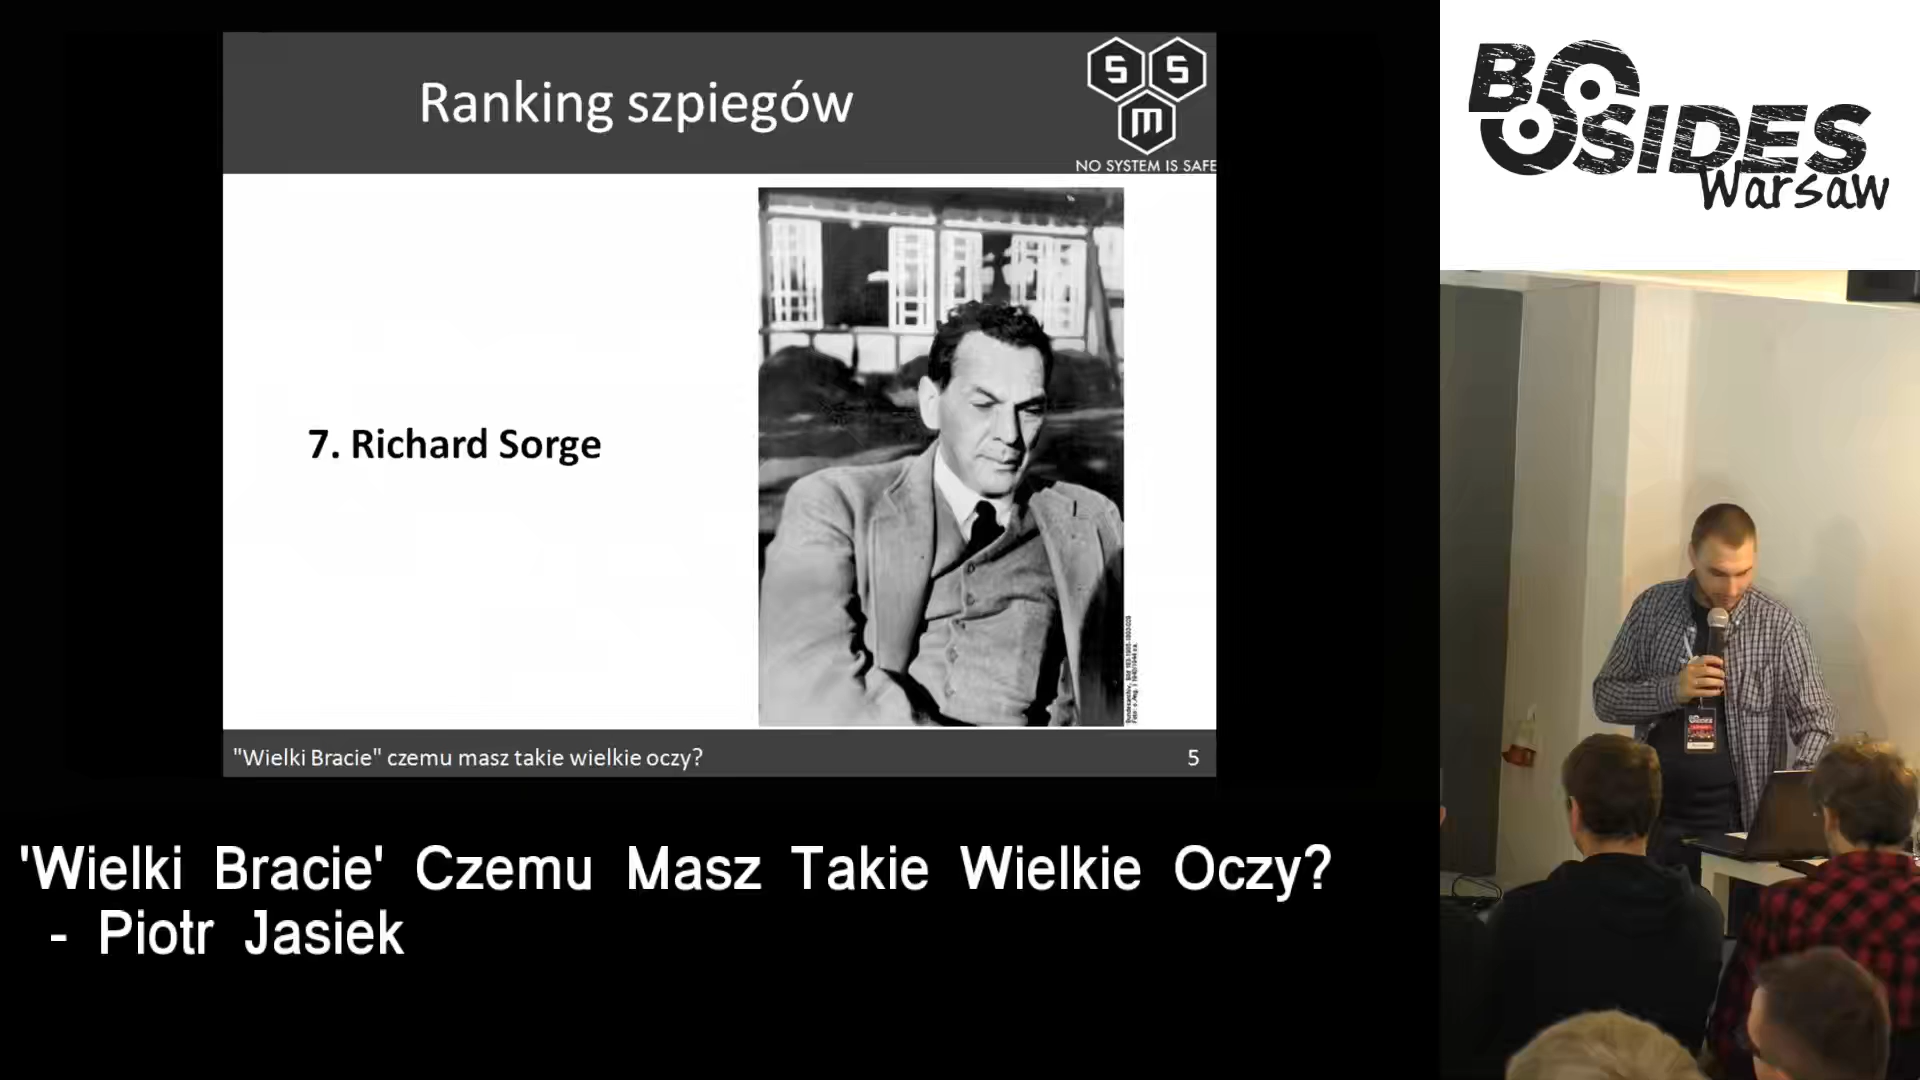 Ranking szpiegów
S S
m
NO SYSTEM IS SAFE
7. Richard Sorge
"Wielki Bracie" czemu masz takie wielkie oczy?
5
BSIDES
Warsaw
'Wielki Bracie' Czemu Masz Takie Wielkie Oczy?
- Piotr Jasiek